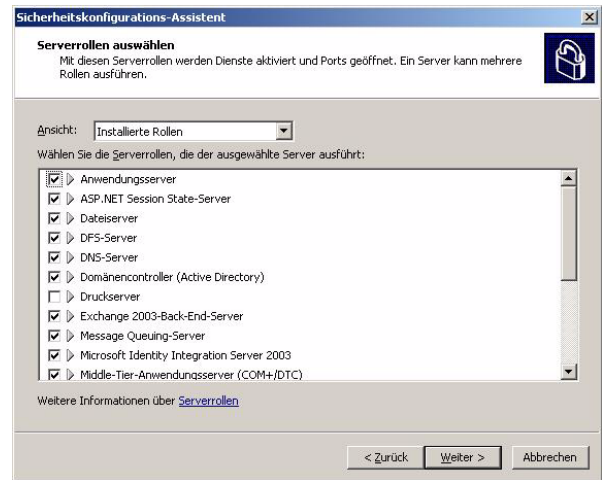 Sicherheitskonfigurations-Assistent
Serverrollen auswählen
Mit diesen Serverrollen werden Dienste aktiviert und Ports geöffnet. Ein Server kann mehrere
Rollen ausführen.
Ansicht: Installierte Rollen
Wählen Sie die Serverrollen, die der ausgewählte Server ausführt:
Anwendungsserver
ASP.NET Session State-Server
Dateiserver
DFS-Server
DNS-Server
Domänencontroller (Active Directory)
Druckserver
Exchange 2003-Back-End-Server
Message Queuing-Server
Microsoft Identity Integration Server 2003
Middle-Tier-Anwendungsserver (COM+/DTC)
Weitere Informationen über Serverrollen
< Zurück Weiter > Abbrechen